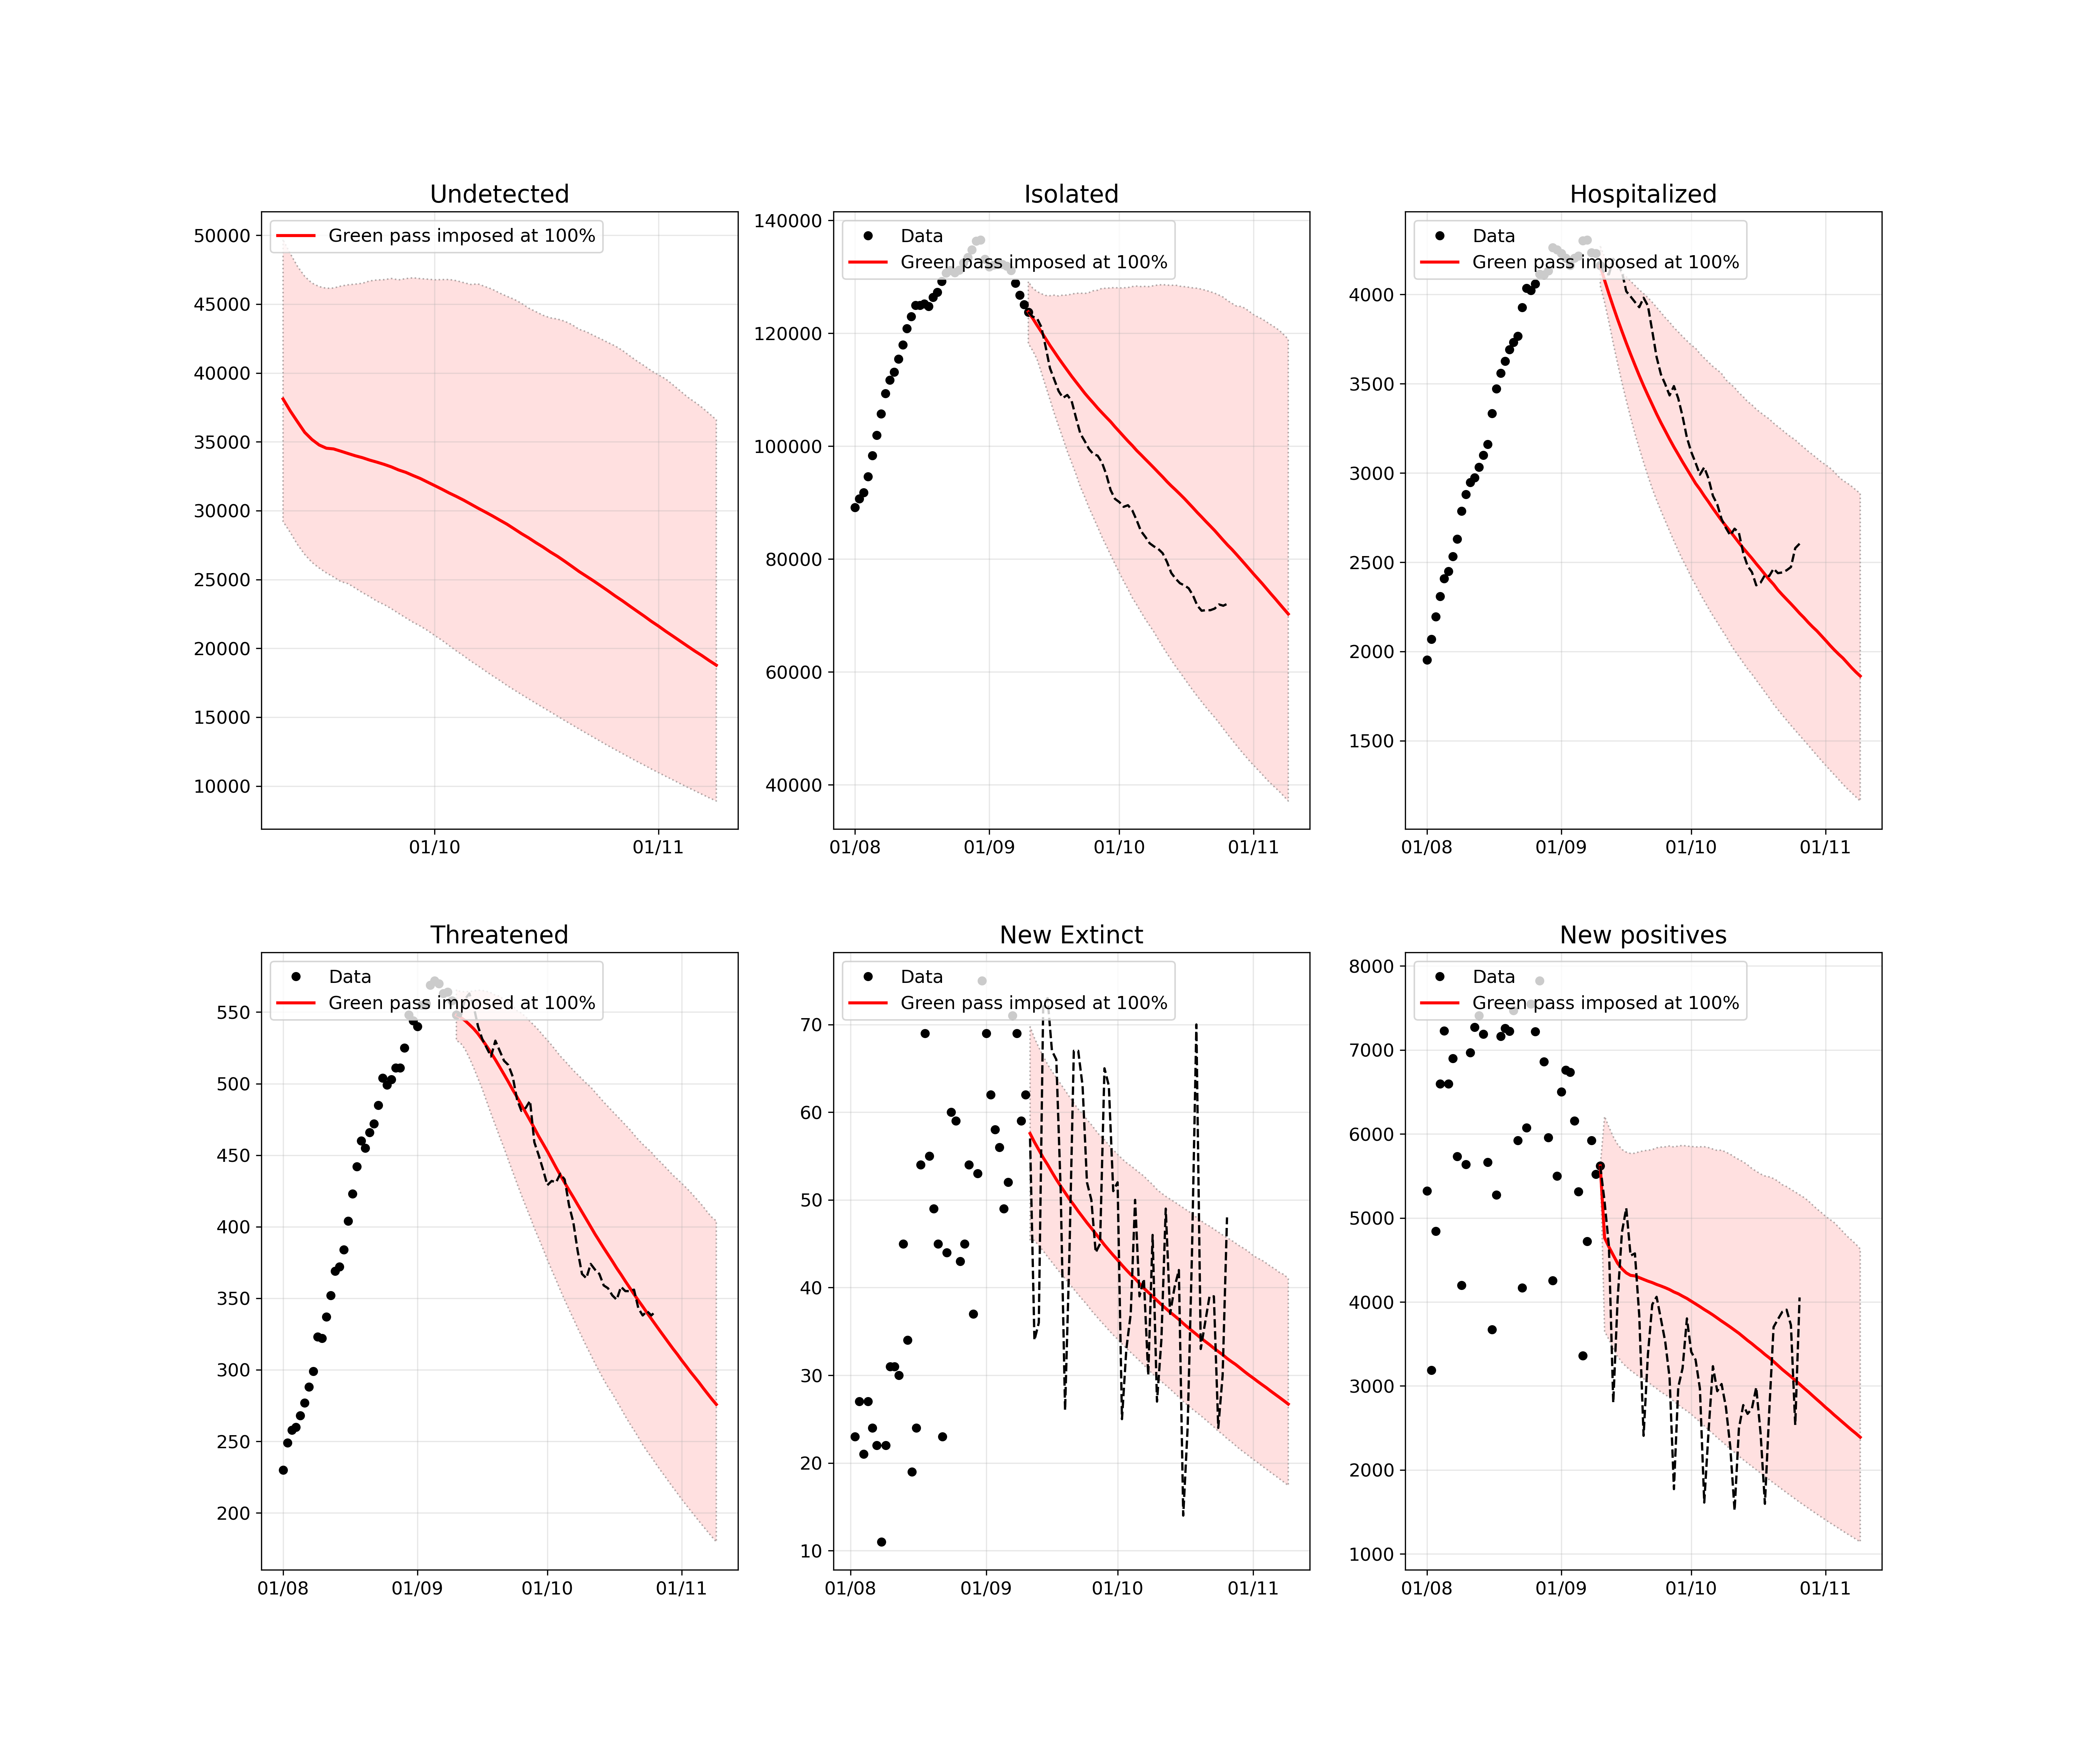 Undetected
Green pass imposed at 100%
50000
45000
40000
35000
30000
25000
20000
15000
10000
01/10 01/11
Isolated
Data
Green pass imposed at 100%
140000
120000
100000
80000
60000
40000
01/08 01/09 01/10 01/11
Hospitalized
Data
Green pass imposed at 100%
4000
3500
3000
2500
2000
1500
01/08 01/09 01/10 01/11
Threatened
Data
Green pass imposed at 100%
550
500
450
400
350
300
250
200
01/08 01/09 01/10 01/11
New Extinct
Data
Green pass imposed at 100%
70
60
50
40
30
20
10
01/08 01/09 01/10 01/11
New positives
Data
Green pass imposed at 100%
8000
7000
6000
5000
4000
3000
2000
1000
01/08 01/09 01/10 01/11